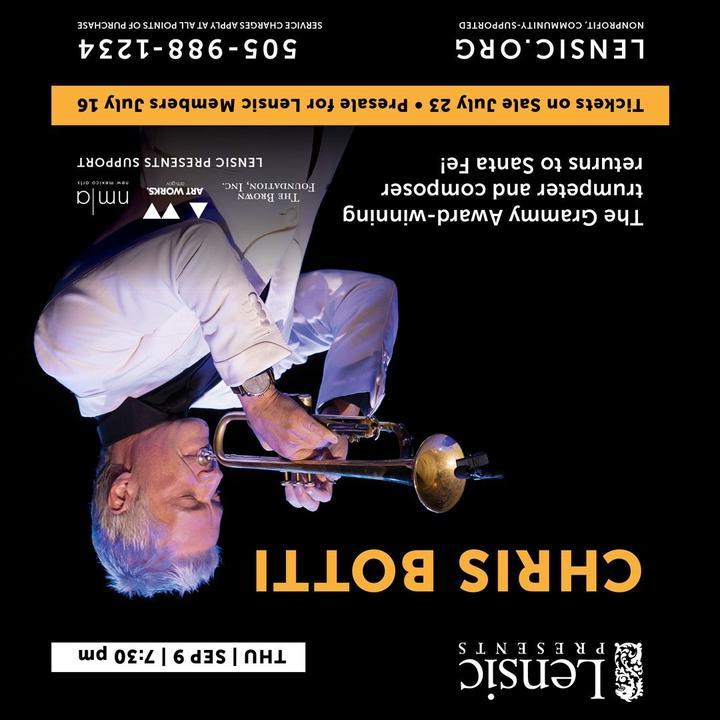 Lensic
PRESENTS
THU | SEP 9 | 7:30 pm
CHRIS BOTTI
The Grammy Award-winning
trumpeter and composer
returns to Santa Fe!
THE BROWN
FOUNDATION, INC.
ART WORKS.
arts.gov
nm|a
new mexico arts
LENSIC PRESENTS SUPPORT
Tickets on Sale July 23 • Presale for Lensic Members July 16
LENSIC.ORG
NONPROFIT, COMMUNITY-SUPPORTED
505-988-1234
SERVICE CHARGES APPLY AT ALL POINTS OF PURCHASE